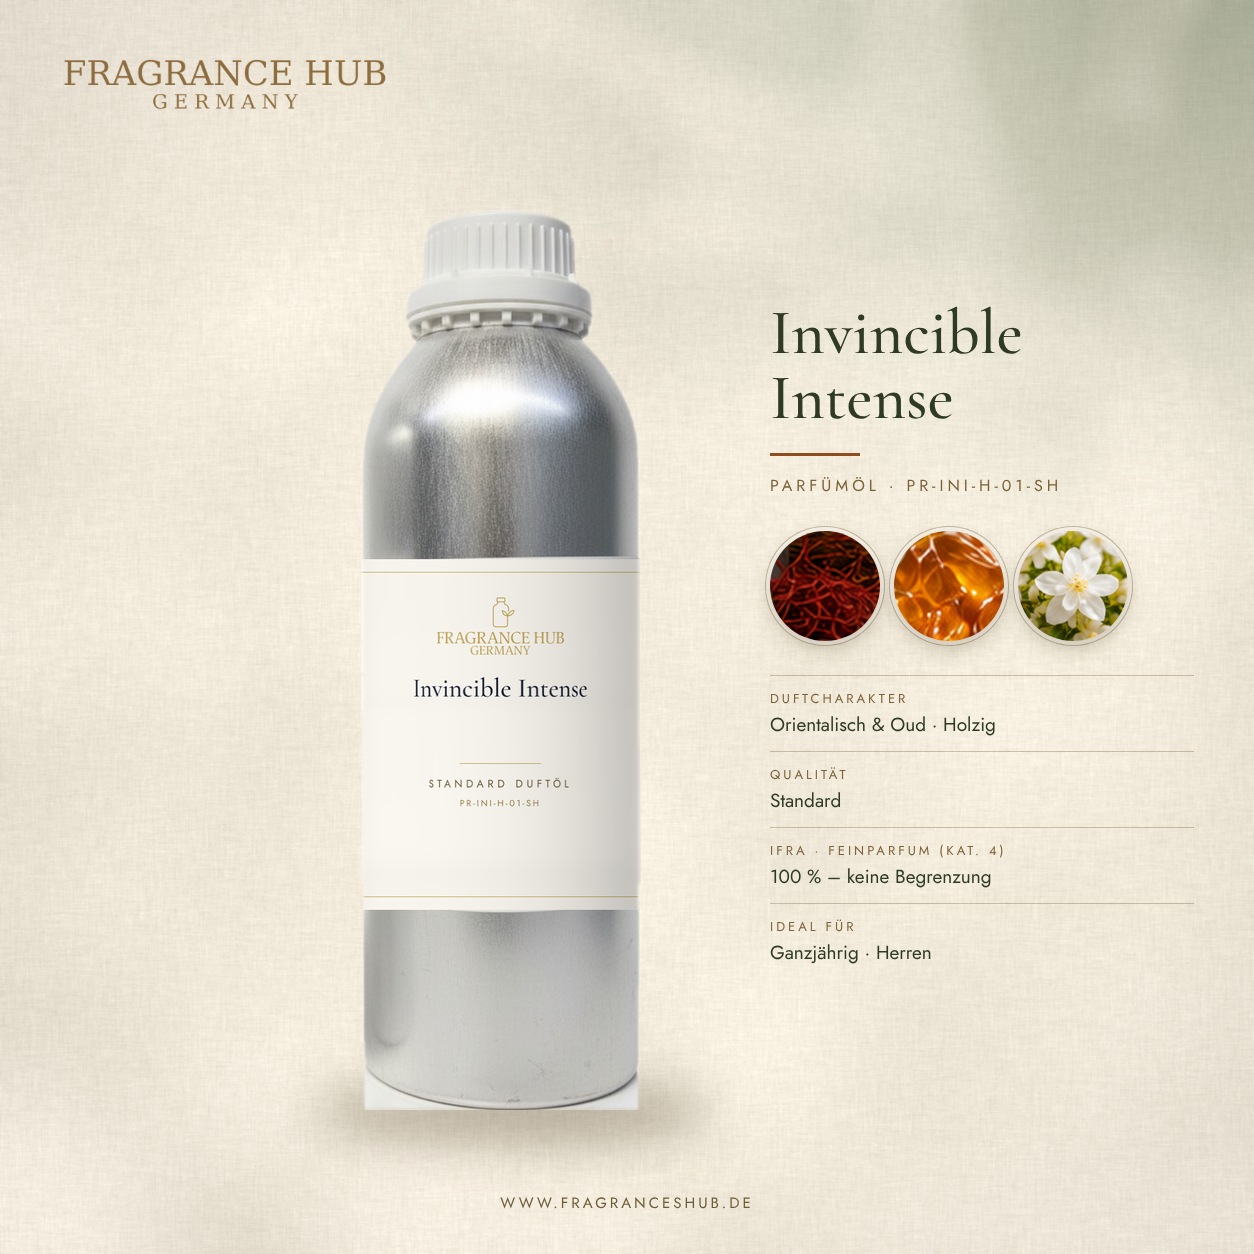 FRAGRANCE HUB
GERMANY
Invincible
Intense
PARFÜMÖL · PR-INI-H-01-SH
FRAGRANCE HUB
GERMANY
Invincible Intense
STANDARD DUFTÖL
PR-INI-H-01-SH
DUFTCHARAKTER
Orientalisch & Oud · Holzig
QUALITÄT
Standard
IFRA · FEINPARFUM (KAT. 4)
100 % – keine Begrenzung
IDEAL FÜR
Ganzjährig · Herren
WWW.FRAGRANCESHUB.DE